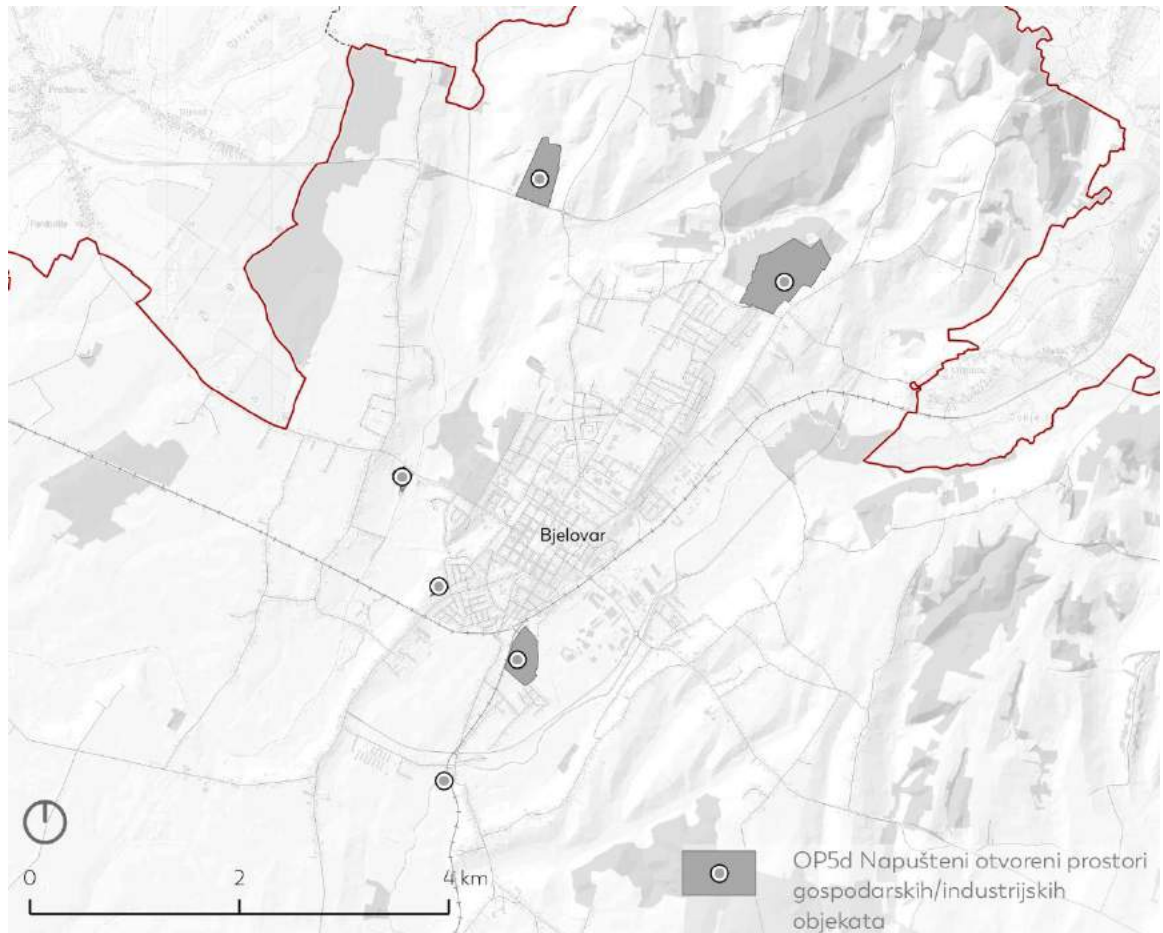 Bjelovar
0 2 4 km
OP5d Napušteni otvoreni prostori
gospodarskih/industrijskih
objekata